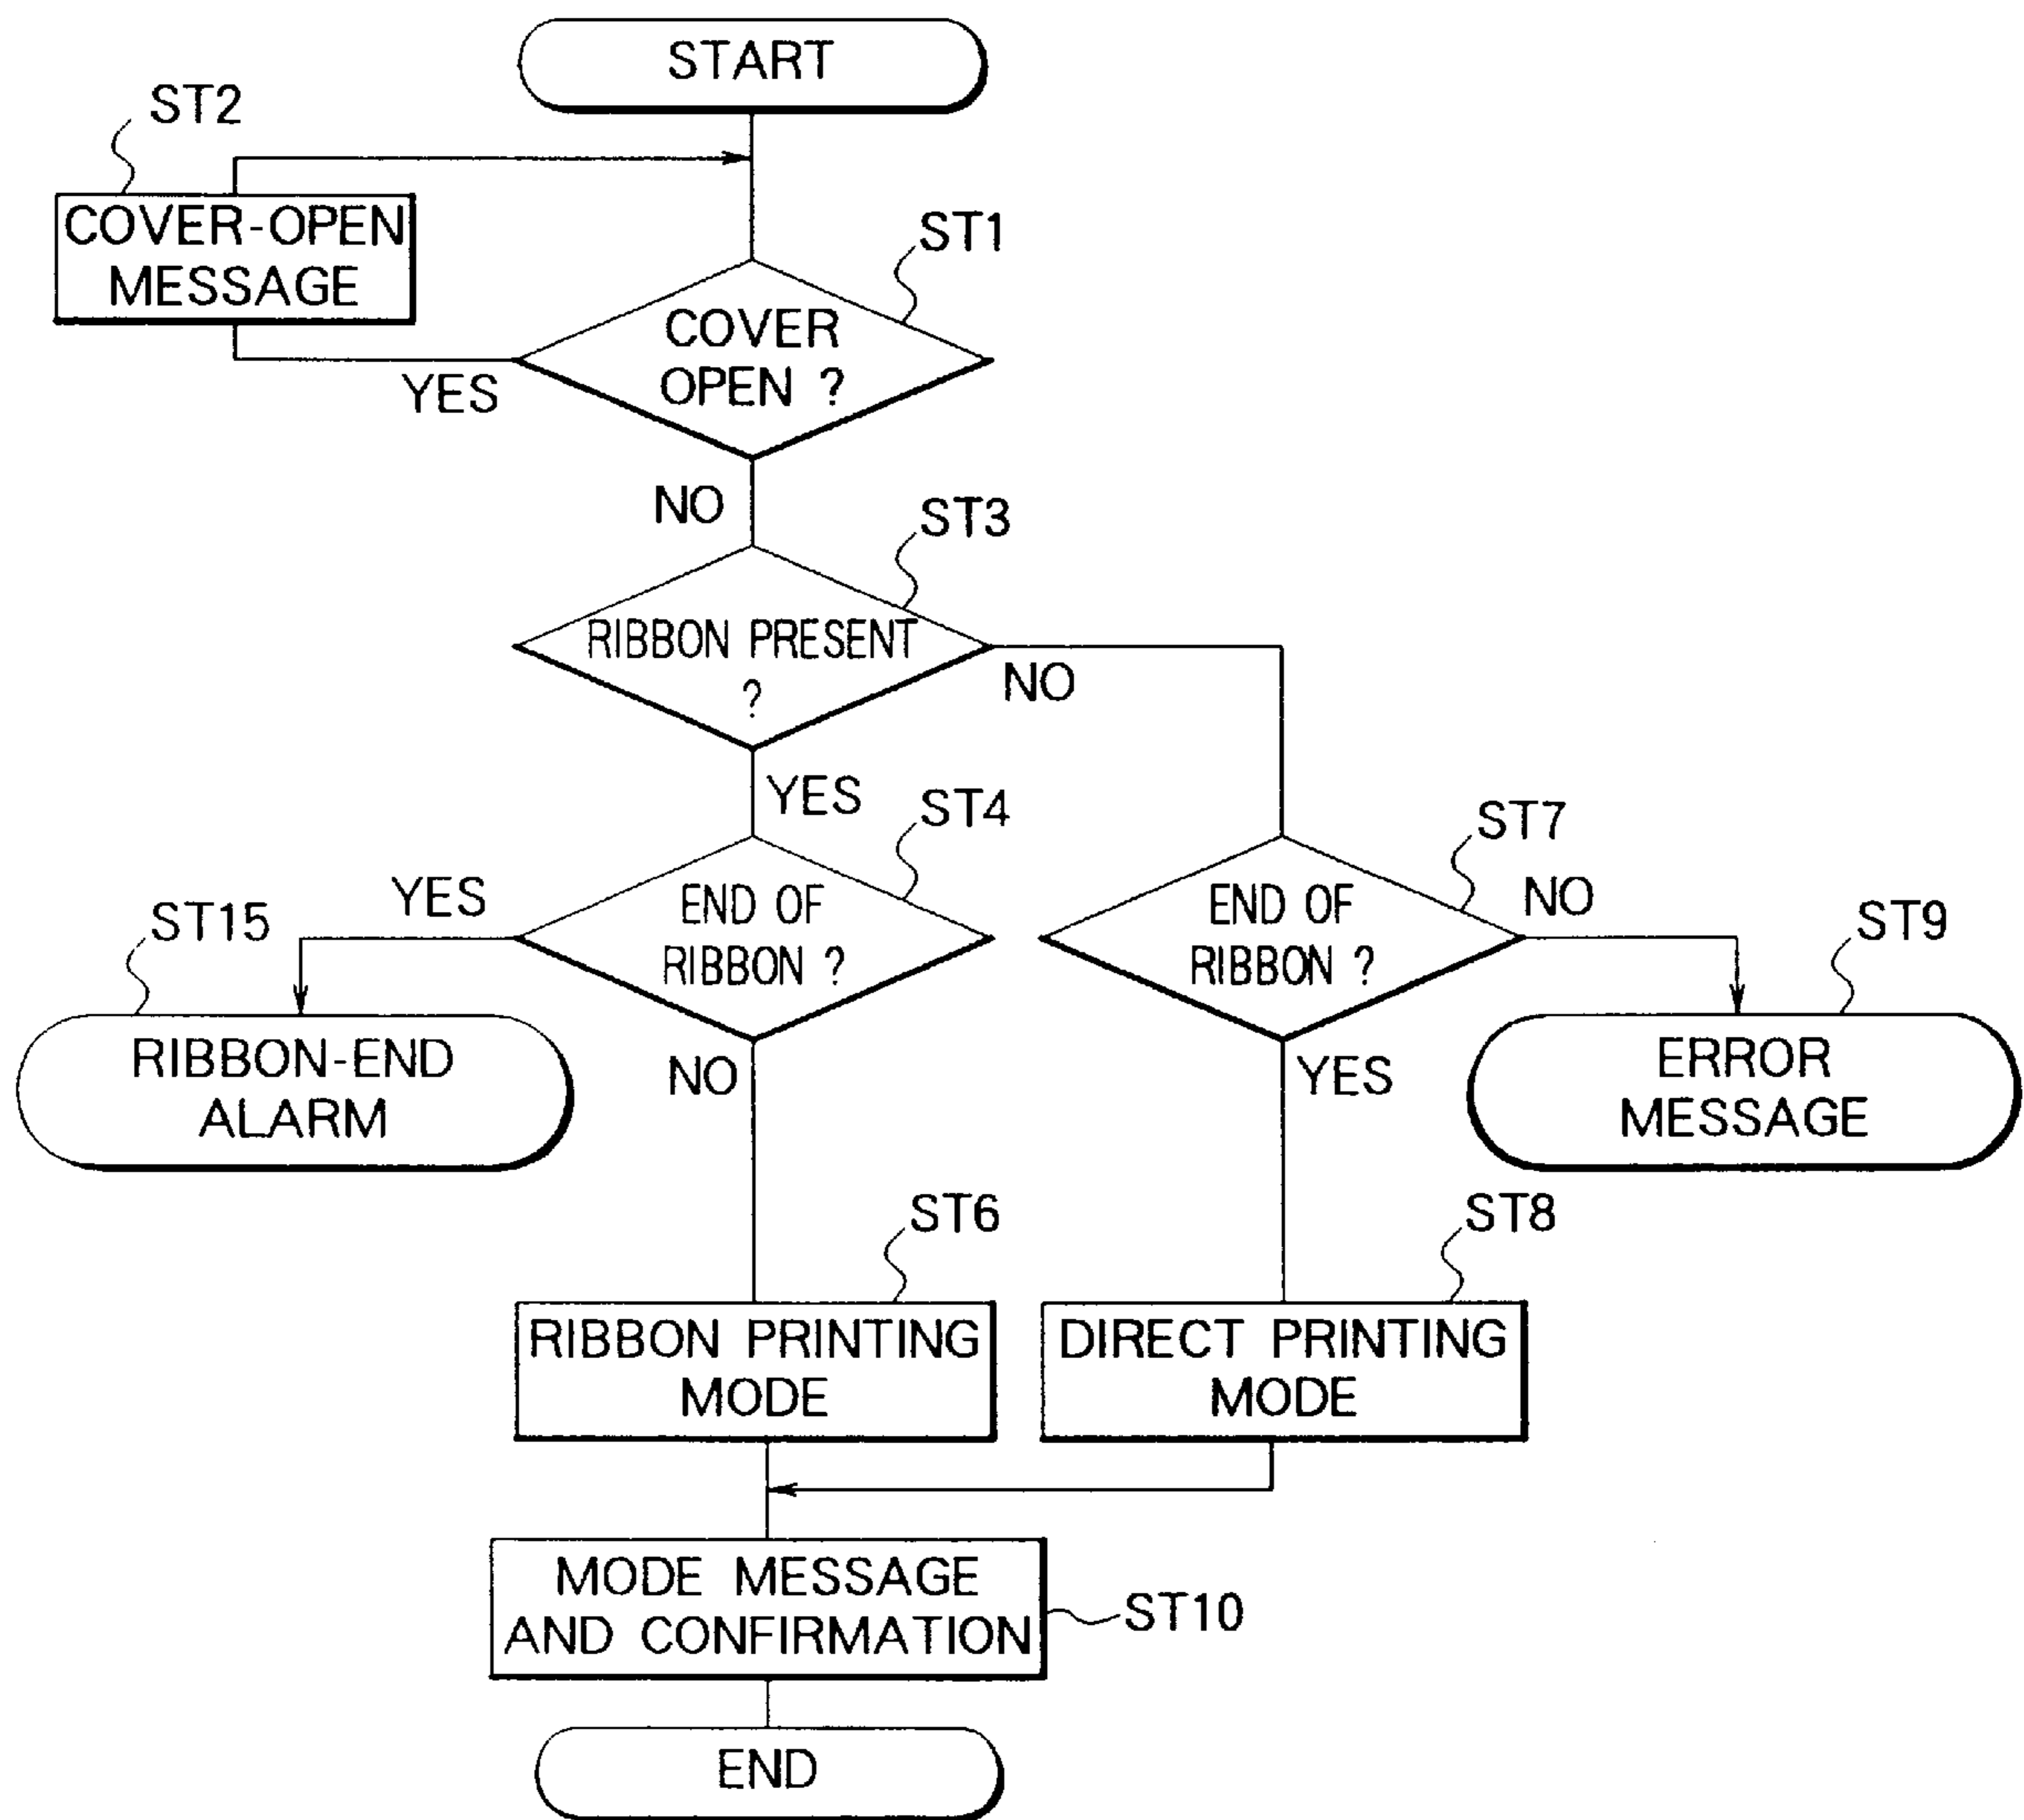 START
ST2
COVER-OPEN
MESSAGE
ST1
COVER
OPEN ?
YES
NO
ST3
RIBBON PRESENT
?
NO
YES
ST4
END OF
RIBBON ?
YES
ST15
RIBBON-END
ALARM
NO
ST7
END OF
RIBBON ?
NO
ST9
ERROR
MESSAGE
YES
ST6
RIBBON PRINTING
MODE
ST8
DIRECT PRINTING
MODE
MODE MESSAGE
AND CONFIRMATION
ST10
END